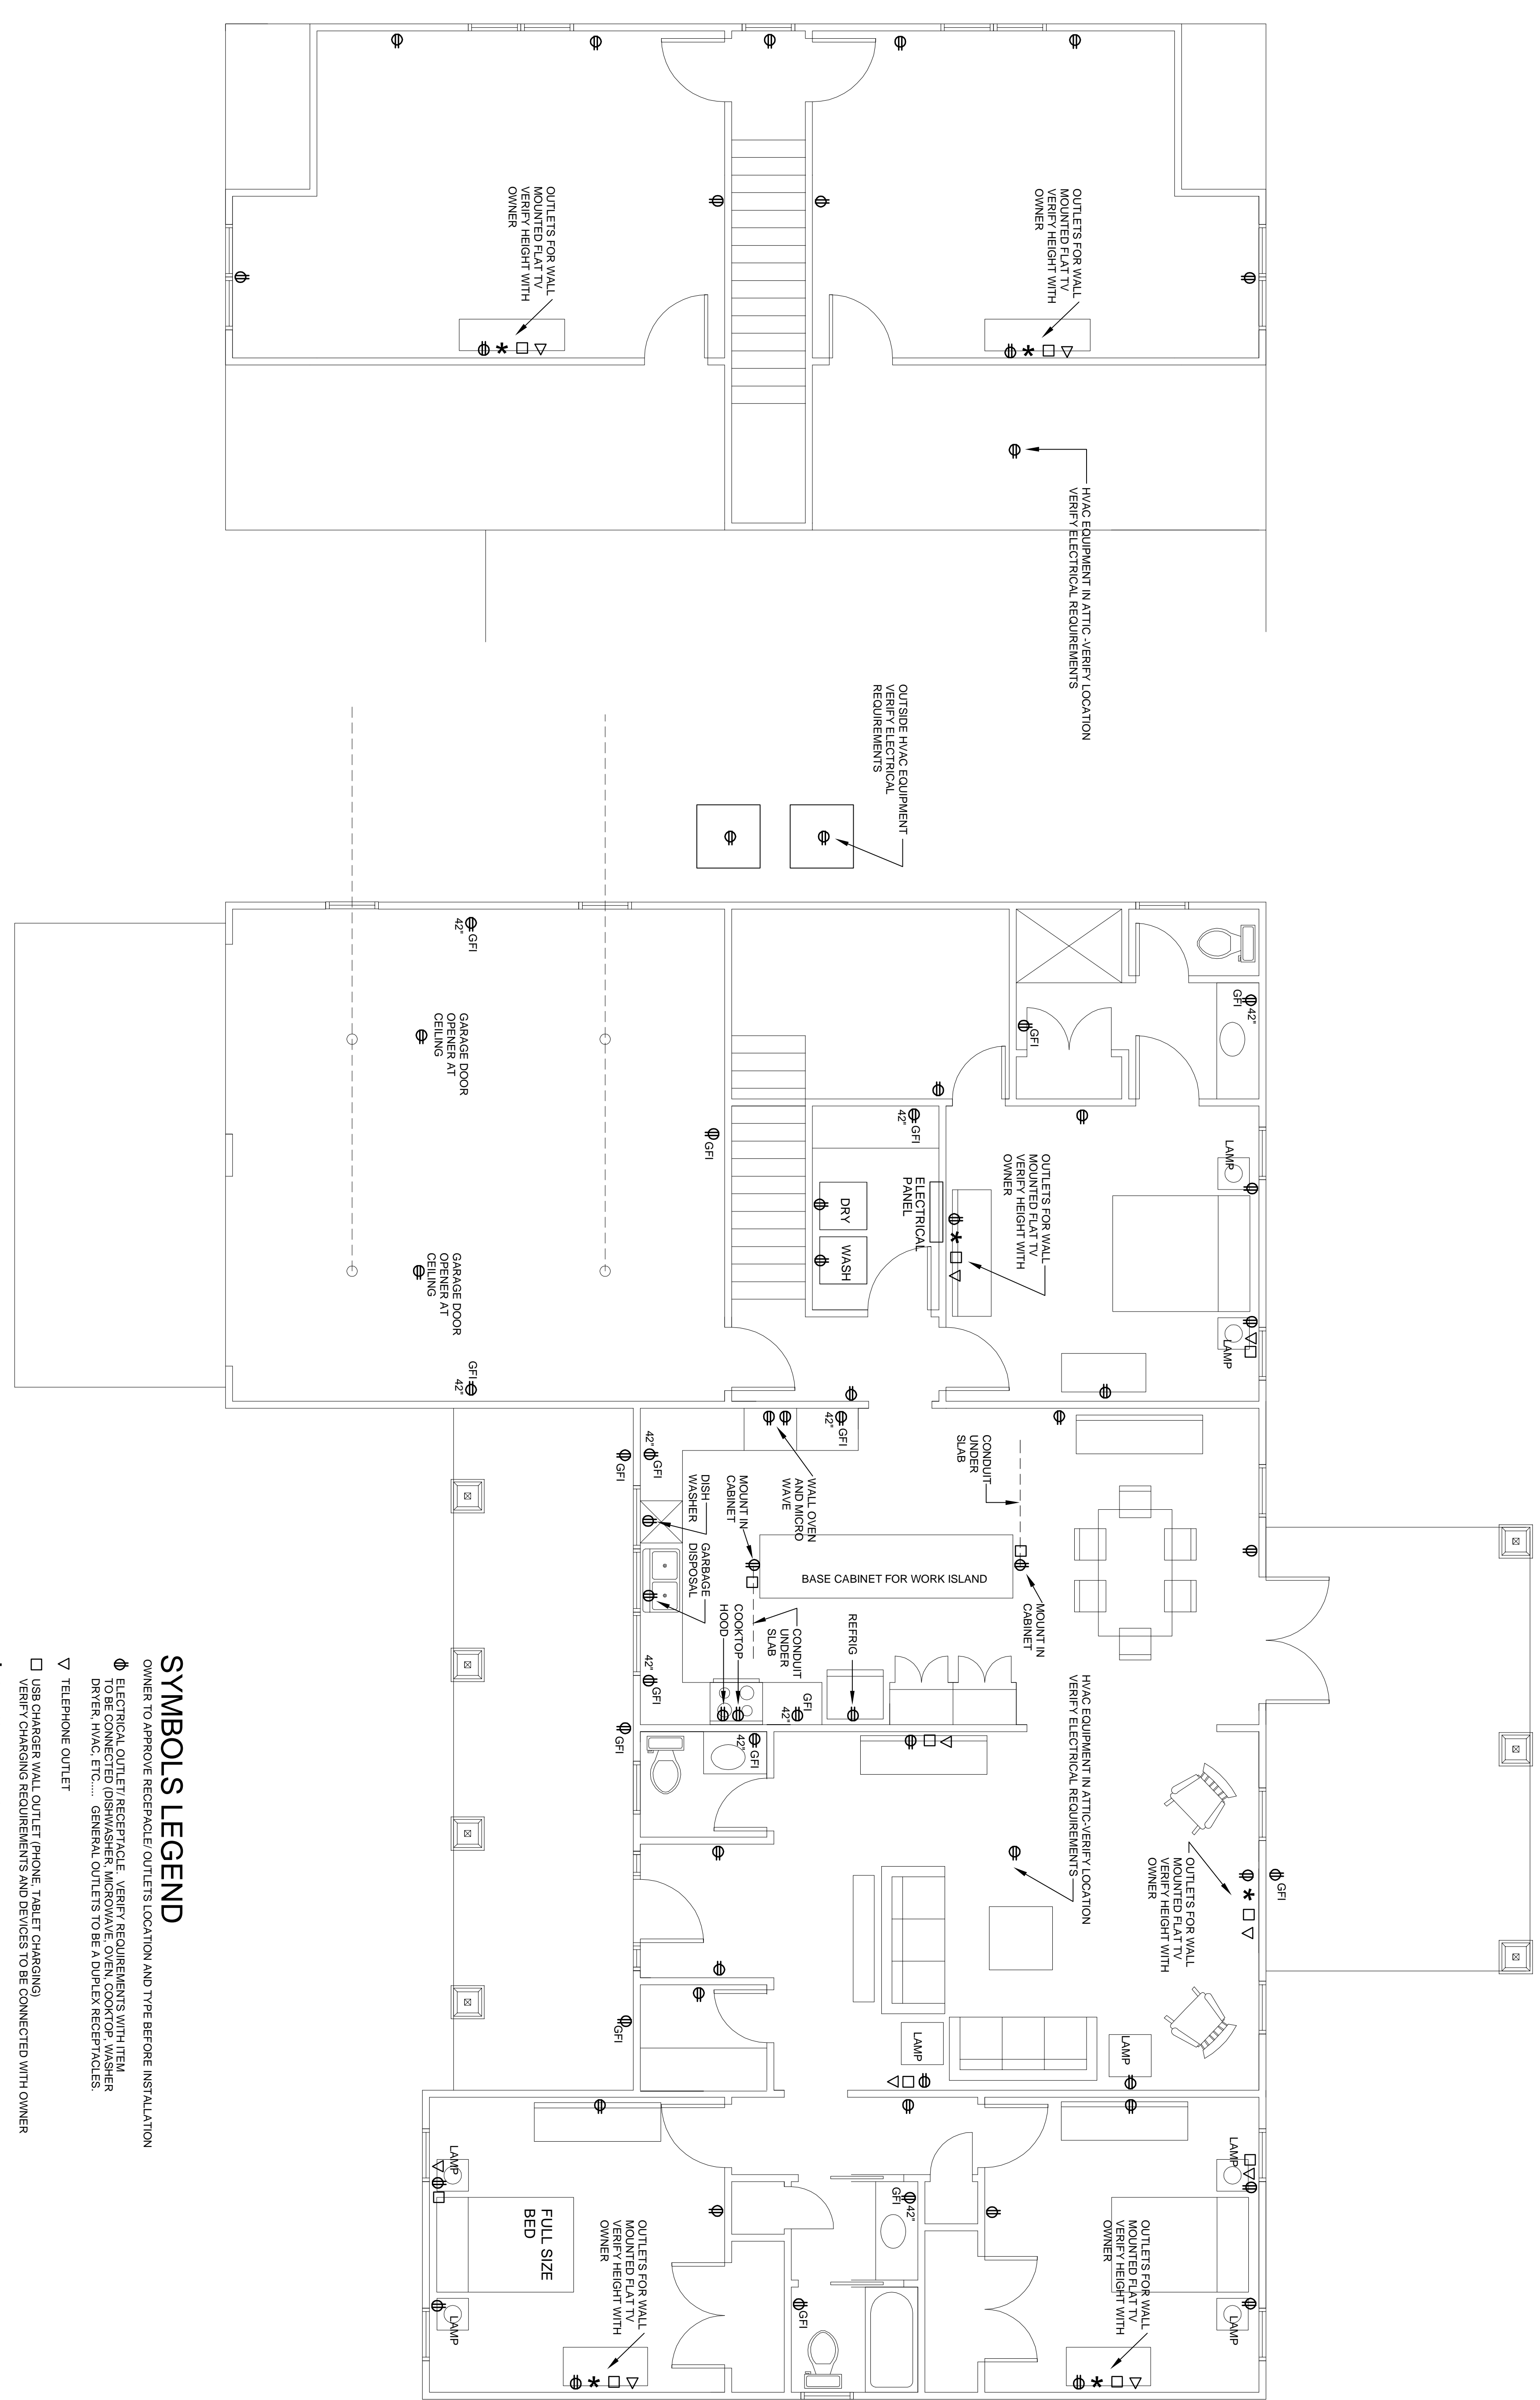 OUTLETS FOR WALL
MOUNTED FLAT TV
VERIFY HEIGHT WITH
OWNER
OUTLETS FOR WALL
MOUNTED FLAT TV
VERIFY HEIGHT WITH
OWNER
HVAC EQUIPMENT IN ATTIC -VERIFY LOCATION
VERIFY ELECTRICAL REQUIREMENTS
OUTSIDE HVAC EQUIPMENT
VERIFY ELECTRICAL
REQUIREMENTS
GFI
42"
GFI
GFI
42"
LAMP
LAMP
OUTLETS FOR WALL
MOUNTED FLAT TV
VERIFY HEIGHT WITH
OWNER
GFI
42"
ELECTRICAL
PANEL
DRY
WASH
GFI
GARAGE DOOR
OPENER AT
CEILING
GARAGE DOOR
OPENER AT
CEILING
GFI
42"
GFI
42"
CONDUIT
UNDER
SLAB
WALL OVEN
AND MICRO
WAVE
MOUNT IN
CABINET
DISH
WASHER
GFI
42"
GFI
GARBAGE
DISPOSAL
BASE CABINET FOR WORK ISLAND
MOUNT IN
CABINET
CONDUIT
UNDER
SLAB
REFRIG
COOKTOP
HOOD
GFI
42"
GFI
42"
GFI
GFI
42"
HVAC EQUIPMENT IN ATTIC-VERIFY LOCATION
VERIFY ELECTRICAL REQUIREMENTS
OUTLETS FOR WALL
MOUNTED FLAT TV
VERIFY HEIGHT WITH
OWNER
GFI
LAMP
LAMP
GFI
LAMP
LAMP
OUTLETS FOR WALL
MOUNTED FLAT TV
VERIFY HEIGHT WITH
OWNER
42"
GFI
GFI
LAMP
FULL SIZE
BED
LAMP
OUTLETS FOR WALL
MOUNTED FLAT TV
VERIFY HEIGHT WITH
OWNER
SYMBOLS LEGEND
OWNER TO APPROVE RECEPACLE/ OUTLETS LOCATION AND TYPE BEFORE INSTALLATION
ELECTRICAL OUTLET/ RECEPTACLE. VERIFY REQUIREMENTS WITH ITEM
TO BE CONNECTED (DISHWASHER, MICROWAVE, OVEN, COOKTOP, WASHER
DRYER, HVAC, ETC.... GENERAL OUTLETS TO BE A DUPLEX RECEPTACLES.
TELEPHONE OUTLET
USB CHARGER WALL OUTLET (PHONE, TABLET CHARGING)
VERIFY CHARGING REQUIREMENTS AND DEVICES TO BE CONNECTED WITH OWNER